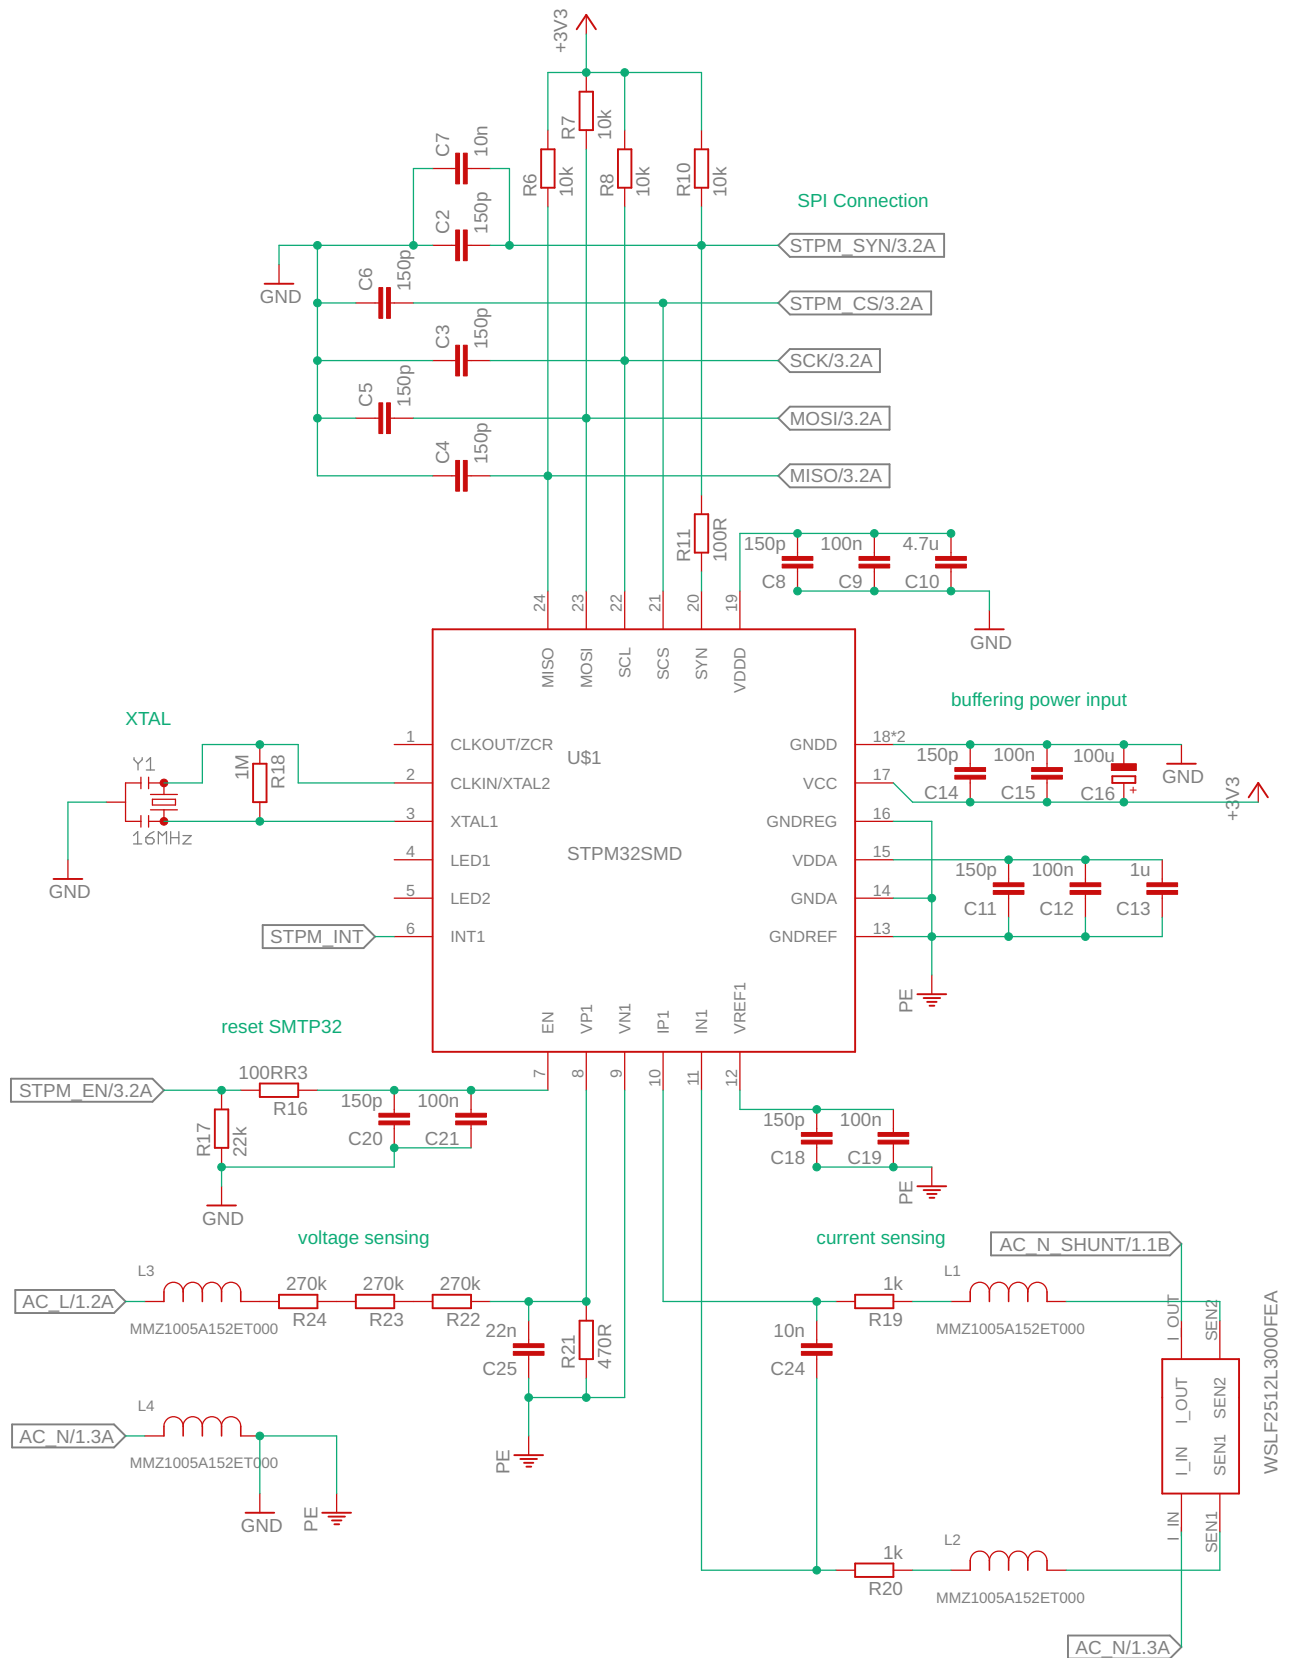 +3V3
C7
10n
R7
10k
R6
10k
R8
10k
R10
10k
SPI Connection
C2
150p
STPM_SYN/3.2A
GND
C6
150p
STPM_CS/3.2A
C3
150p
SCK/3.2A
C5
150p
MOSI/3.2A
C4
150p
MISO/3.2A
R11
100R
150p
C8
100n
C9
4.7u
C10
GND
24
23
22
21
20
19
MISO
MOSI
SCL
SCS
SYN
VDDD
buffering power input
XTAL
Y1
16MHz
1M
R18
GND
1
CLKOUT/ZCR
2
CLKIN/XTAL2
3
XTAL1
4
LED1
5
LED2
6
INT1
STPM_INT
U$1
STPM32SMD
GNDD
18*2
VCC
17
GNDREG
16
VDDA
15
GNDA
14
GNDREF
13
150p
C14
100n
C15
100u
C16
+
GND
+3V3
150p
C11
100n
C12
1u
C13
PE
EN
VP1
VN1
IP1
IN1
VREF1
7
8
9
10
11
12
reset SMTP32
STPM_EN/3.2A
100RR3
R16
R17
22k
150p
C20
100n
C21
GND
150p
C18
100n
C19
PE
voltage sensing
AC_L/1.2A
L3
MMZ1005A152ET000
270k
R24
270k
R23
270k
R22
22n
C25
R21
470R
PE
AC_N/1.3A
L4
MMZ1005A152ET000
GND
PE
current sensing
AC_N_SHUNT/1.1B
1k
R19
L1
MMZ1005A152ET000
10n
C24
I_OUT
SEN2
I_OUT
SEN2
I_IN
SEN1
I_IN
SEN1
WSLF2512L3000FEA
1k
R20
L2
MMZ1005A152ET000
AC_N/1.3A